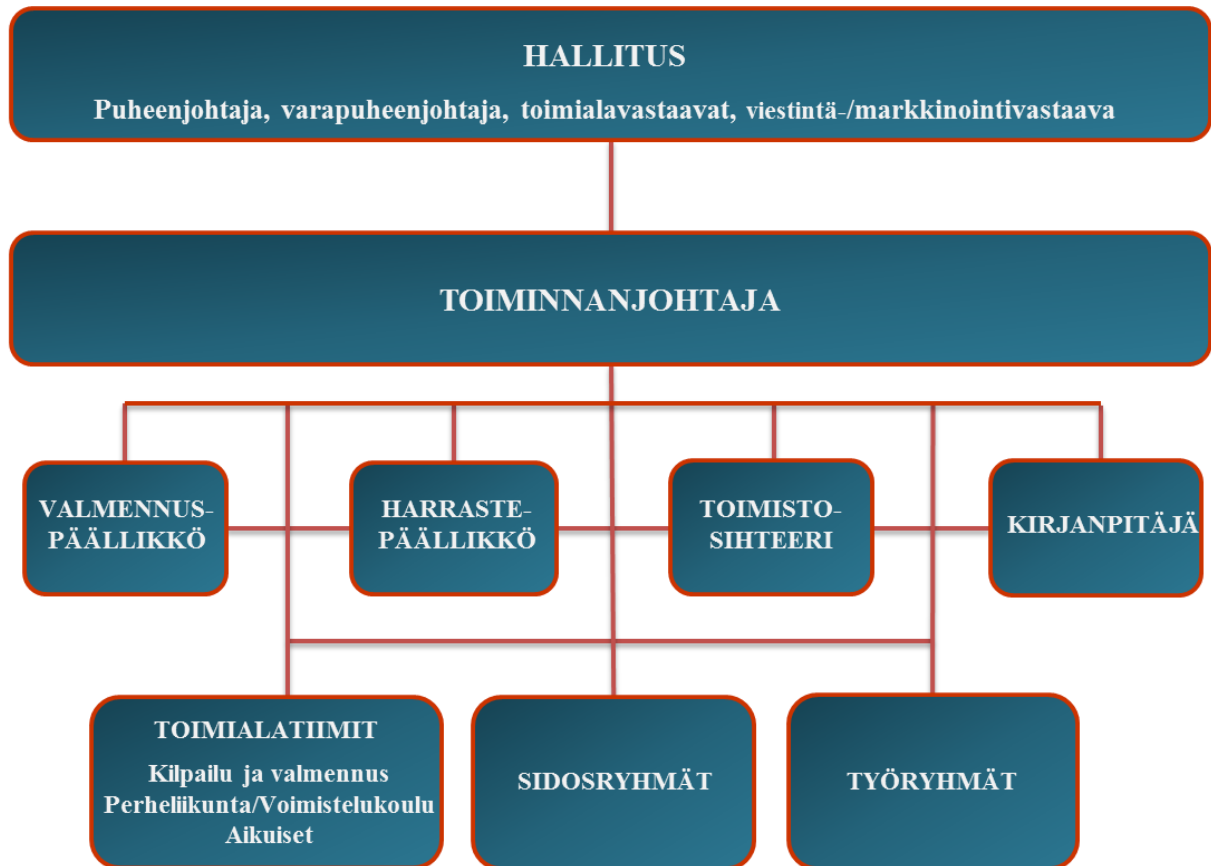 HALLITUS
Puheenjohtaja, varapuheenjohtaja, toimialavastaavat, viestintä-/markkinointivastaava
TOIMINNANJOHTAJA
VALMENNUS-
PÄÄLLIKKÖ
HARRASTE-
PÄÄLLIKKÖ
TOIMISTO-
SIHTEERI
KIRJANPITÄJÄ
TOIMIALATIIMIT
Kilpailu ja valmennus
Perheliikunta/Voimistelukoulu
Aikuiset
SIDOSRYHMÄT
TYÖRYHMÄT